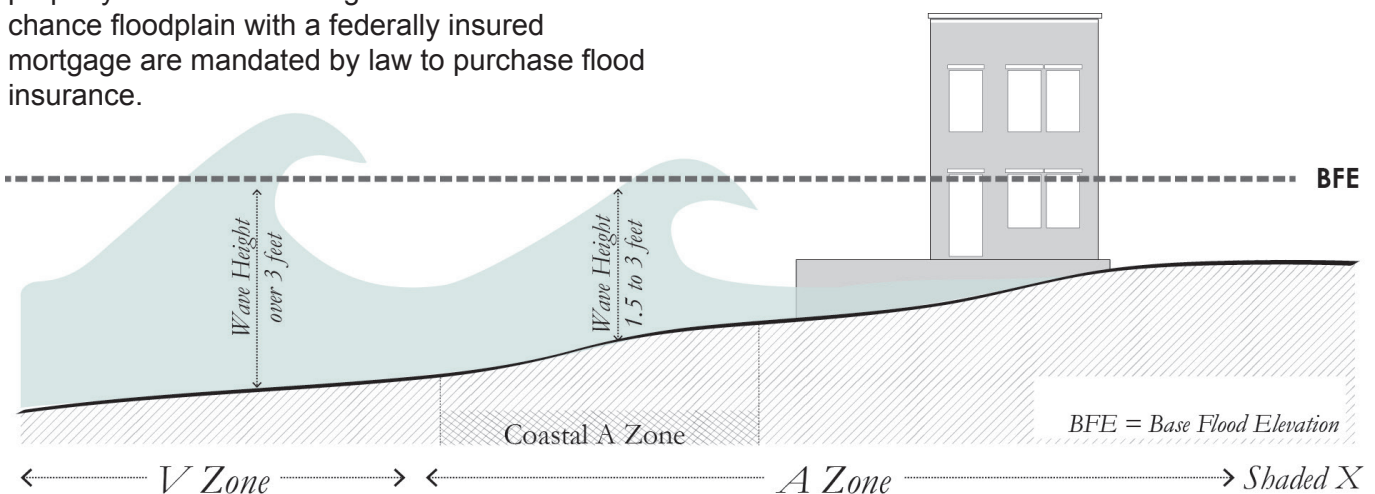 chance floodplain with a federally insured
mortgage are mandated by law to purchase flood
insurance.
BFE
Wave Height
over 3 feet
Wave Height
1.5 to 3 feet
Coastal A Zone
BFE = Base Flood Elevation
V Zone
A Zone
Shaded X